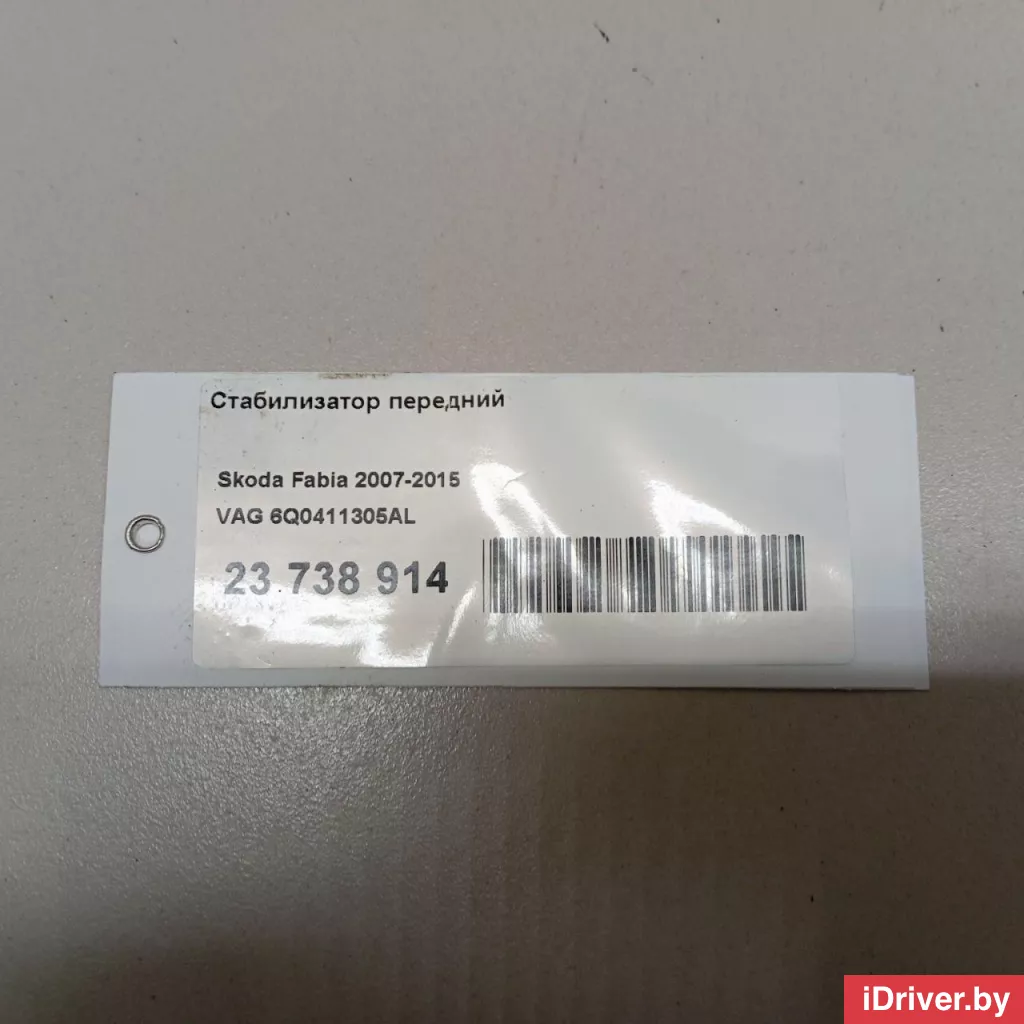 Стабилизатор передний
Skoda Fabia 2007-2015
VAG 6Q0411305AL
23 738 914
iDriver.by